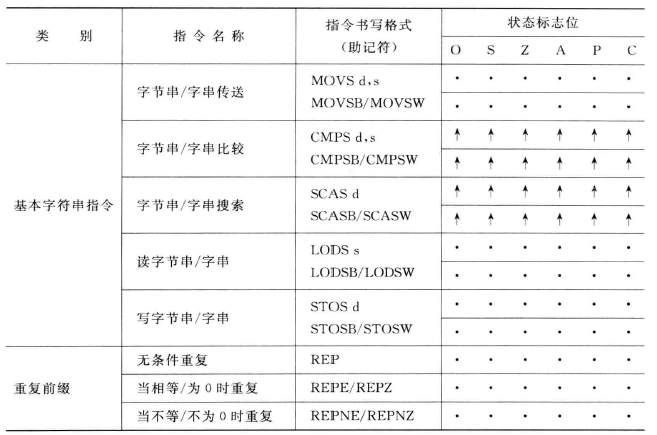 类 别 指令名称 指令书写格式 (助记符) 状态标志位
O S Z A P C
基本字符串指令
字节串/字串传送 MOVS d,s · · · · · ·
MOVSB/MOVSW · · · · · ·
字节串/字串比较 CMPS d,s ↑ ↑ ↑ ↑ ↑ ↑
CMPSB/CMPSW ↑ ↑ ↑ ↑ ↑ ↑
字节串/字串搜索 SCAS d ↑ ↑ ↑ ↑ ↑ ↑
SCASB/SCASW ↑ ↑ ↑ ↑ ↑ ↑
读字节串/字串 LODS s · · · · · ·
LODSB/LODSW · · · · · ·
写字节串/字串 STOS d · · · · · ·
STOSB/STOSW · · · · · ·
重复前缀
无条件重复 REP · · · · · ·
当相等/为0时重复 REPE/REPZ · · · · · ·
当不等/不为0时重复 REPNE/REPNZ · · · · · ·